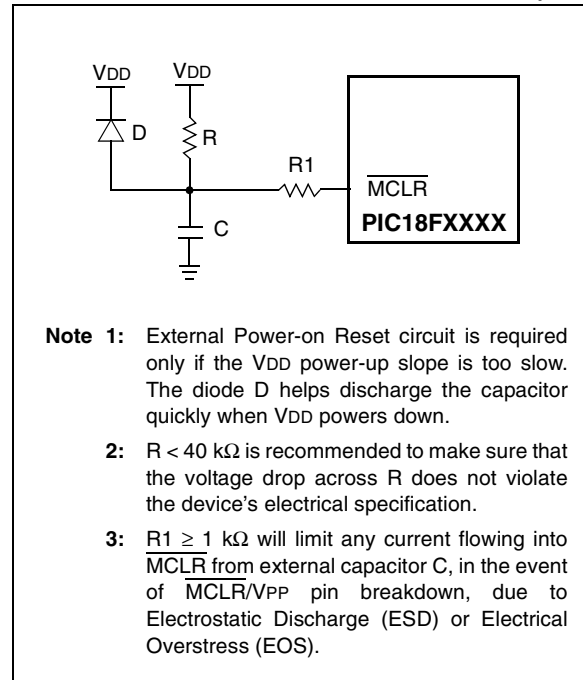 VDD VDD
D
R
R1
MCLR
PIC18FXXXX
C
Note 1: External Power-on Reset circuit is required
only if the VDD power-up slope is too slow.
The diode D helps discharge the capacitor
quickly when VDD powers down.
2: R < 40 kΩ is recommended to make sure that
the voltage drop across R does not violate
the device's electrical specification.
3: R1 ≥ 1 kΩ will limit any current flowing into
MCLR from external capacitor C, in the event
of MCLR/VPP pin breakdown, due to
Electrostatic Discharge (ESD) or Electrical
Overstress (EOS).